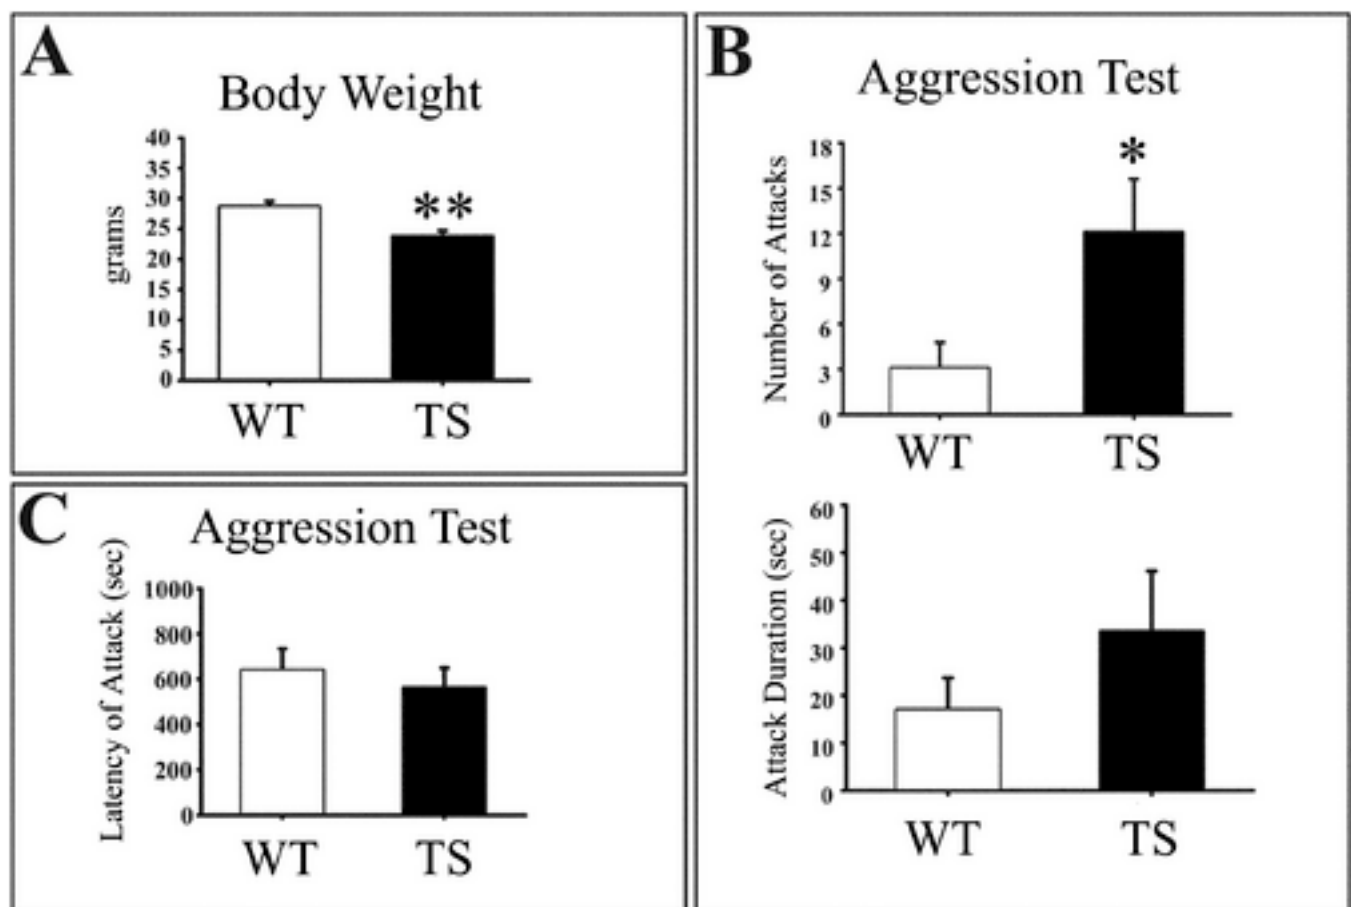 A
Body Weight
grams
40
35
30
25
20
15
10
5
0
**
WT TS
B
Aggression Test
Number of Attacks
18
15
12
9
6
3
0
*
WT TS
Attack Duration (sec)
60
50
40
30
20
10
0
WT TS
C
Aggression Test
Latency of Attack (sec)
1000
800
600
400
200
0
WT TS